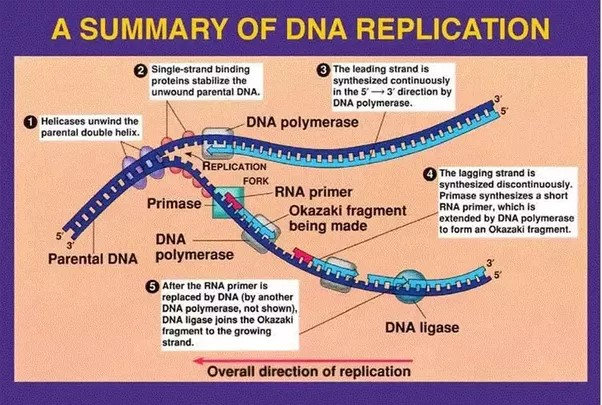 A SUMMARY OF DNA REPLICATION
2 Single-strand binding
proteins stabilize the
unwound parental DNA.
3 The leading strand is
synthesized continuously
in the 5' → 3' direction by
DNA polymerase.
1 Helicases unwind the
parental double helix.
DNA polymerase
3'
5'
REPLICATION
FORK
4 The lagging strand is
synthesized discontinuously.
Primase synthesizes a short
RNA primer, which is
extended by DNA polymerase
to form an Okazaki fragment.
RNA primer
Primase
Okazaki fragment
being made
5'
3'
Parental DNA
DNA
polymerase
3'
5'
5 After the RNA primer is
replaced by DNA (by another
DNA polymerase, not shown),
DNA ligase joins the Okazaki
fragment to the growing
strand.
DNA ligase
Overall direction of replication